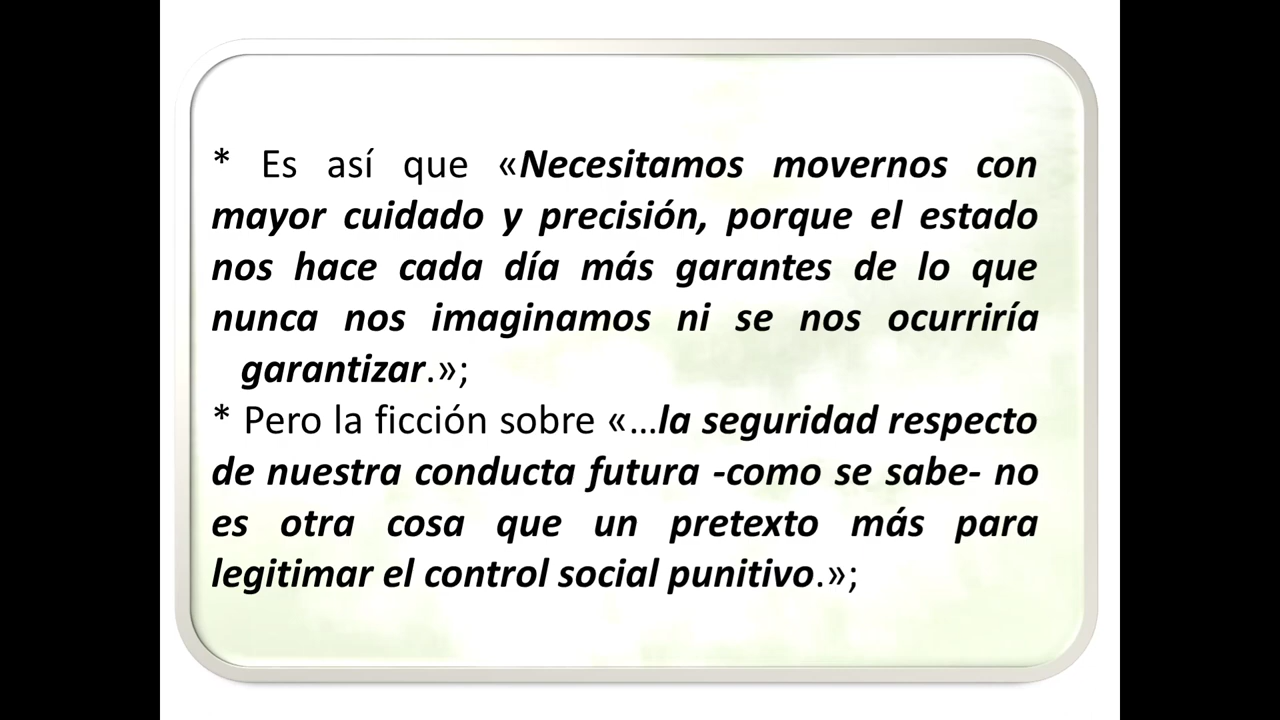 * Es así que «Necesitamos movernos con
mayor cuidado y precisión, porque el estado
nos hace cada día más garantes de lo que
nunca nos imaginamos ni se nos ocurriría
garantizar.»;
* Pero la ficción sobre «…la seguridad respecto
de nuestra conducta futura -como se sabe- no
es otra cosa que un pretexto más para
legitimar el control social punitivo.»;